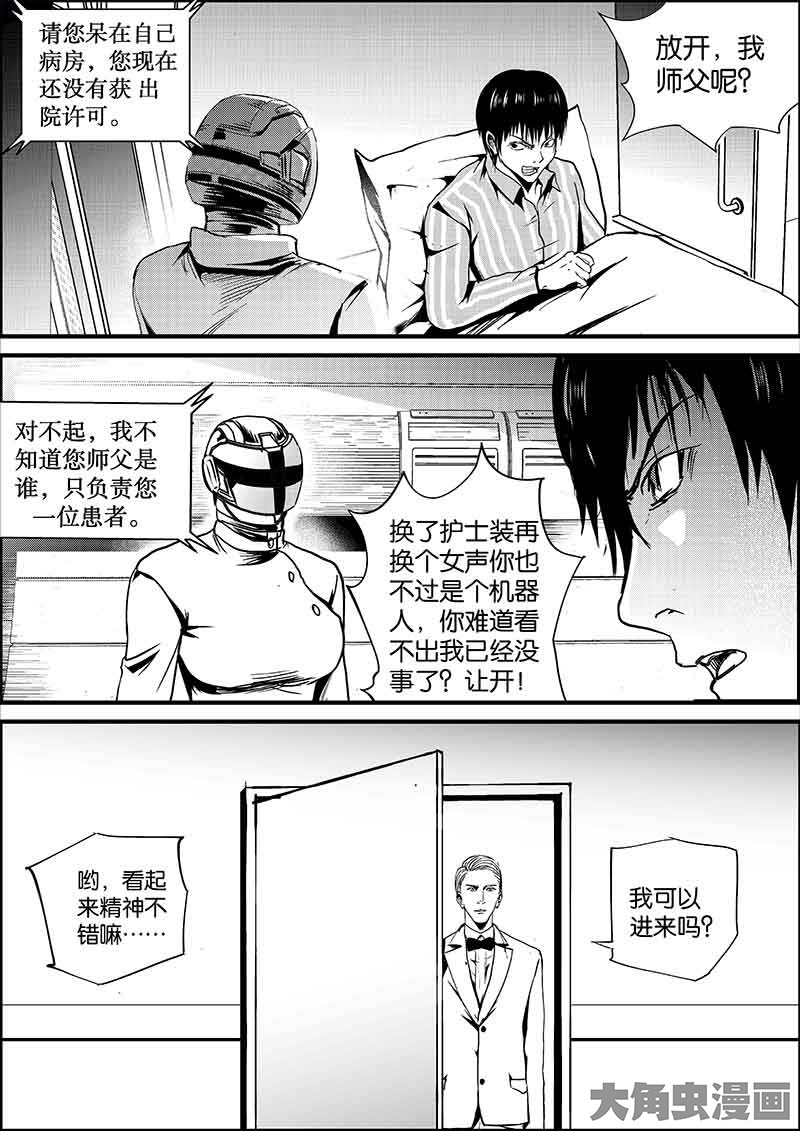 请您呆在自己
病房，您现在
还没有获 出
院许可。
放开，我
师父呢？
对不起，我不
知道您师父是
谁，只负责您
一位患者。
换了护士装再
换个女声你也
不过是个机器
人，你难道看
不出我已经没
事了？让开！
哟，看起
来精神不
错嘛……
我可以
进来吗？
大角虫漫画